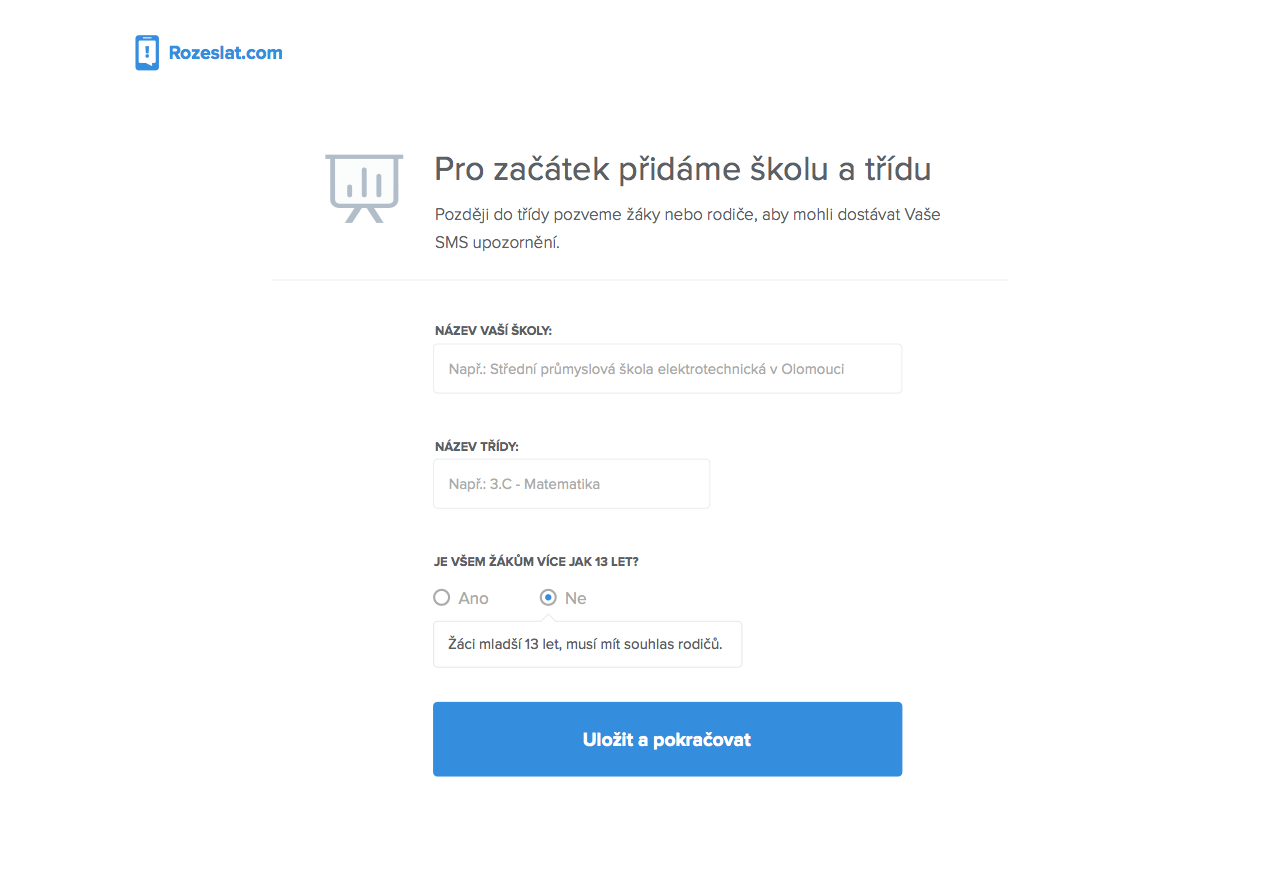 Rozeslat.com
Pro začátek přidáme školu a třídu
Později do třídy pozveme žáky nebo rodiče, aby mohli dostávat Vaše
SMS upozornění.
NÁZEV VAŠÍ ŠKOLY:
Např.: Střední průmyslová škola elektrotechnická v Olomouci
NÁZEV TŘÍDY:
Např.: 3.C - Matematika
JE VŠEM ŽÁKŮM VÍCE JAK 13 LET?
Ano Ne
Žáci mladší 13 let, musí mít souhlas rodičů.
Uložit a pokračovat